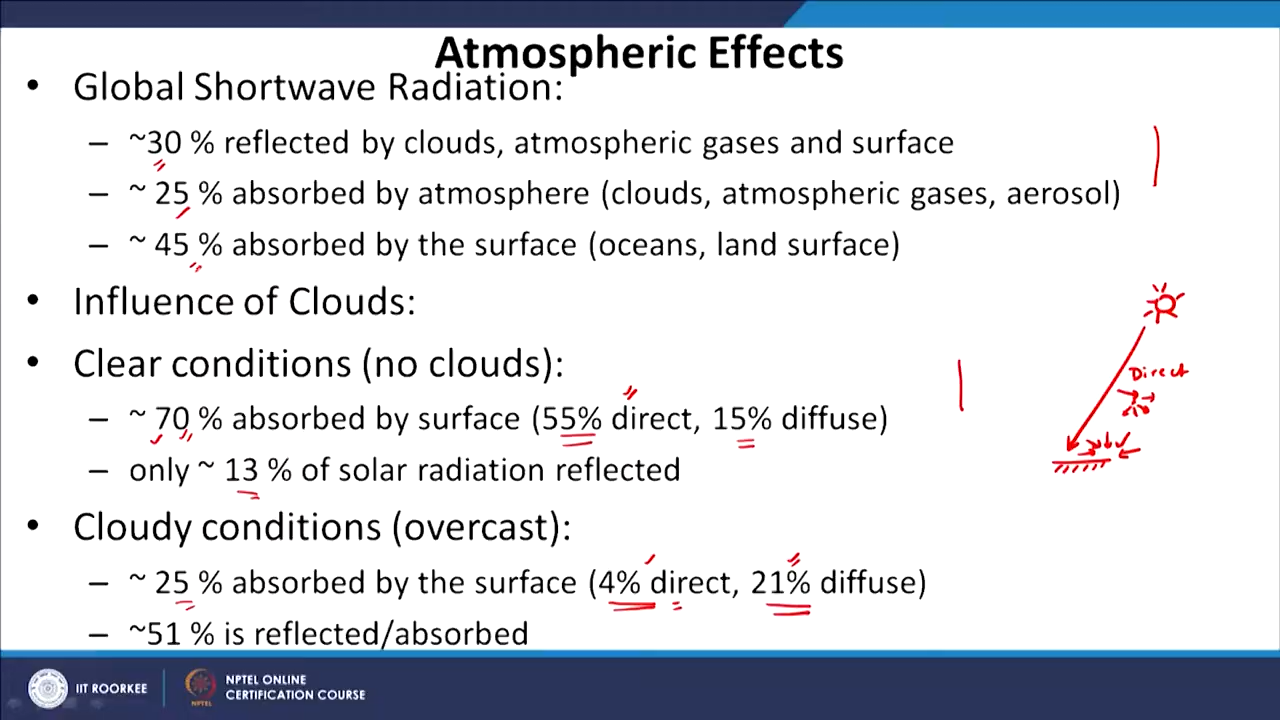 Atmospheric Effects
• Global Shortwave Radiation:
– ~30 % reflected by clouds, atmospheric gases and surface
– ~ 25 % absorbed by atmosphere (clouds, atmospheric gases, aerosol)
– ~ 45 % absorbed by the surface (oceans, land surface)
• Influence of Clouds:
• Clear conditions (no clouds):
Direct
– ~ 70 % absorbed by surface (55% direct, 15% diffuse)
– only ~ 13 % of solar radiation reflected
• Cloudy conditions (overcast):
– ~ 25 % absorbed by the surface (4% direct, 21% diffuse)
– ~51 % is reflected/absorbed
IIT ROORKEE
NPTEL ONLINE
CERTIFICATION COURSE
NPTEL